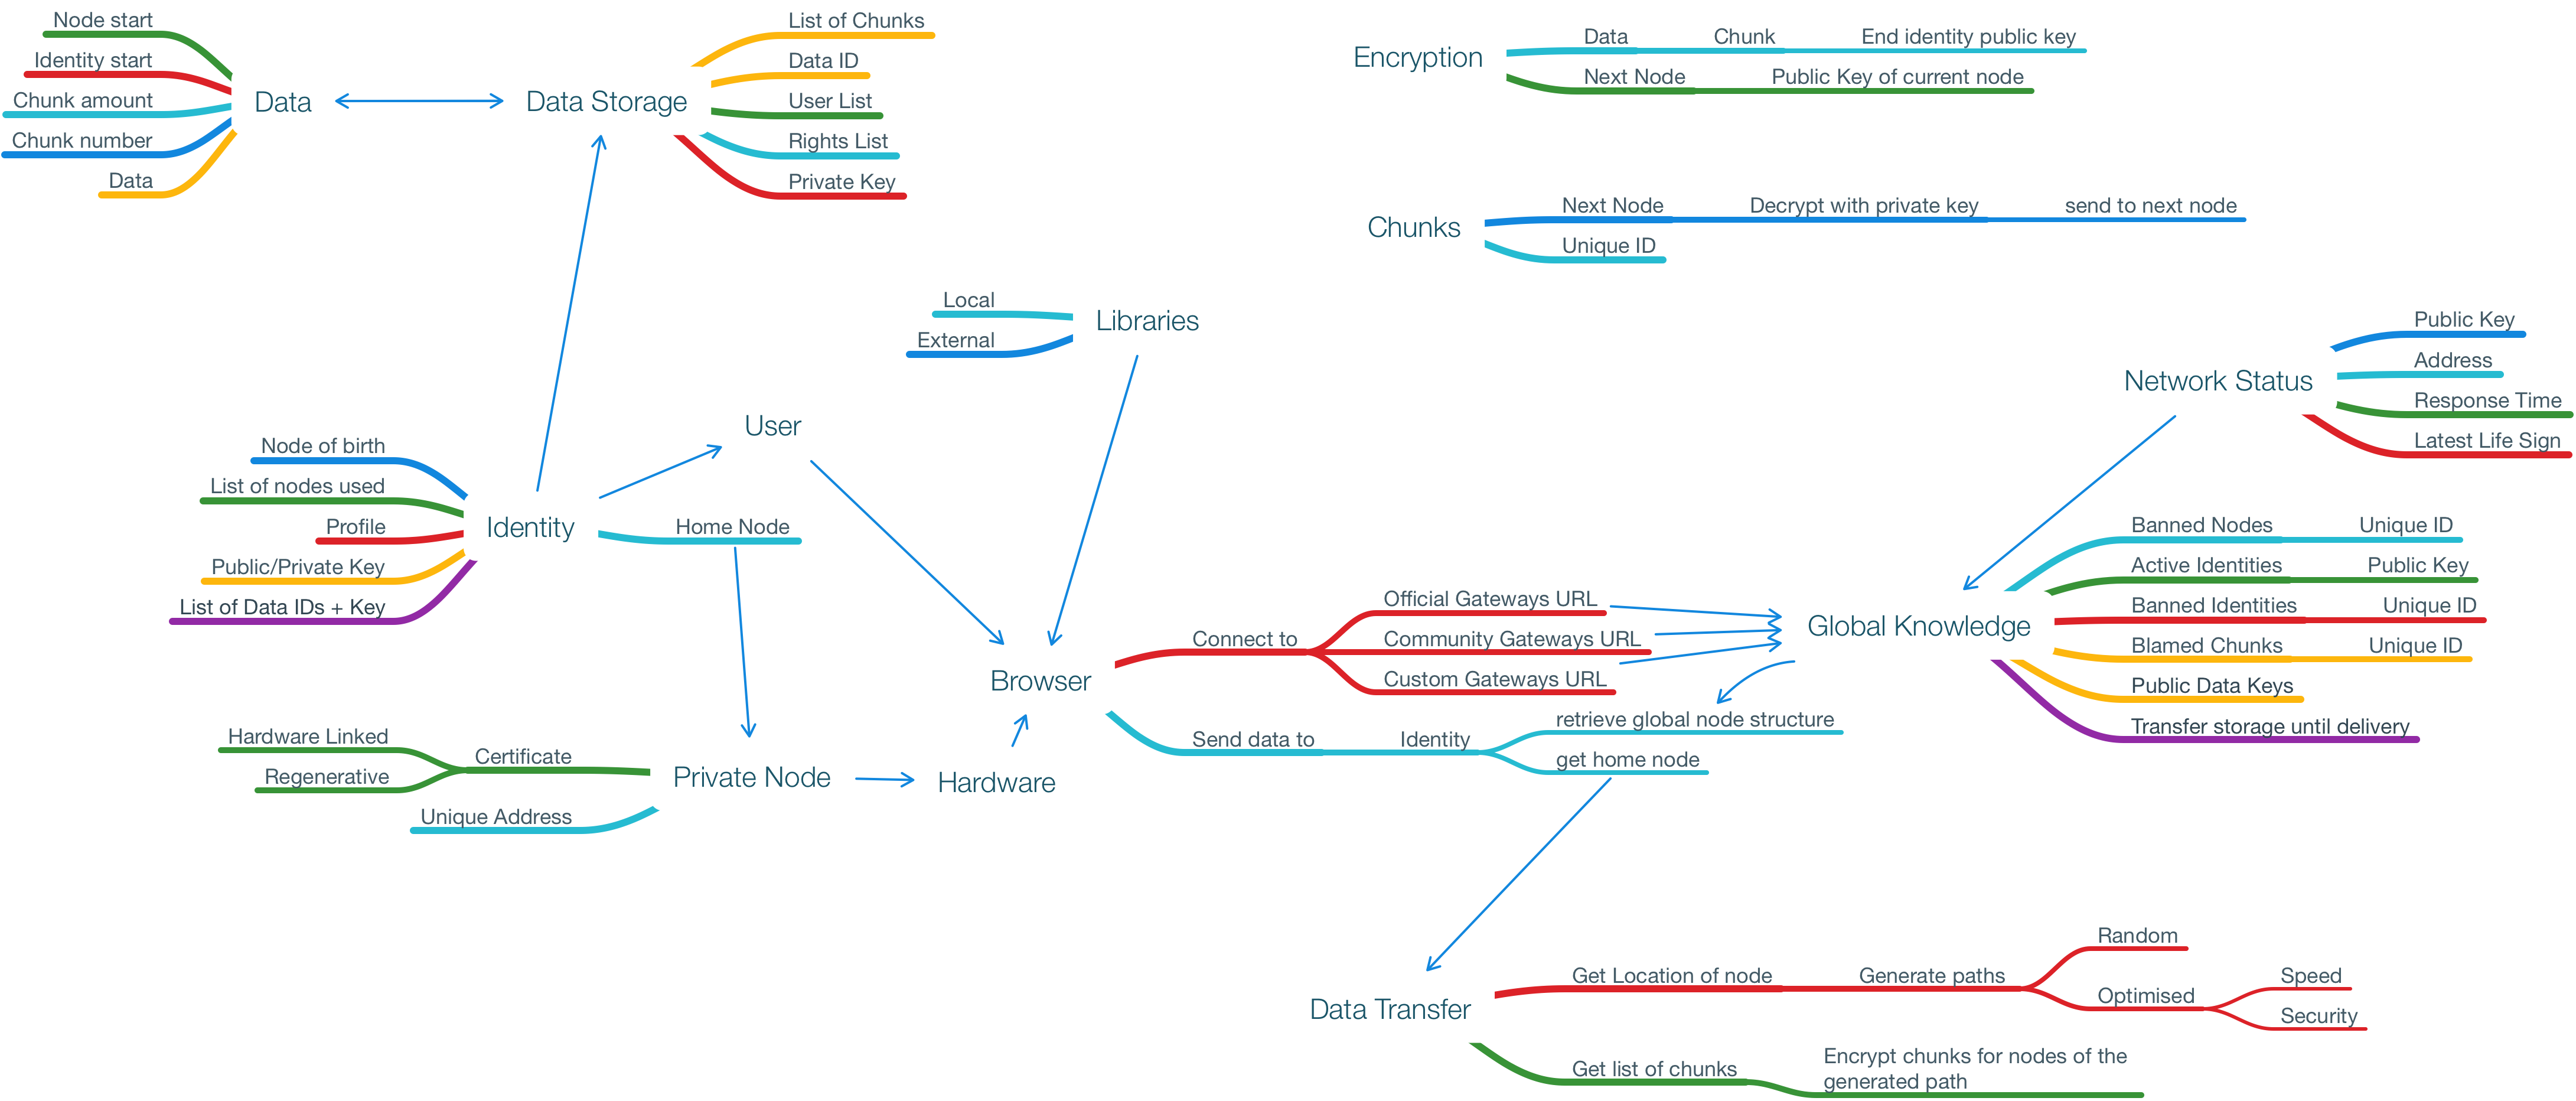 Node start
Identity start
Chunk amount
Chunk number
Data
Data
Data Storage
List of Chunks
Data ID
User List
Rights List
Private Key
Encryption
Data
Chunk
End identity public key
Next Node
Public Key of current node
Chunks
Next Node
Decrypt with private key
send to next node
Unique ID
Local
External
Libraries
Network Status
Public Key
Address
Response Time
Latest Life Sign
User
Node of birth
List of nodes used
Profile
Public/Private Key
List of Data IDs + Key
Identity
Home Node
Browser
Connect to
Official Gateways URL
Community Gateways URL
Custom Gateways URL
Send data to
Identity
retrieve global node structure
get home node
Global Knowledge
Banned Nodes
Unique ID
Active Identities
Public Key
Banned Identities
Unique ID
Blamed Chunks
Unique ID
Public Data Keys
Transfer storage until delivery
Hardware Linked
Regenerative
Certificate
Unique Address
Private Node
Hardware
Data Transfer
Get Location of node
Generate paths
Random
Optimised
Speed
Security
Get list of chunks
Encrypt chunks for nodes of the
generated path